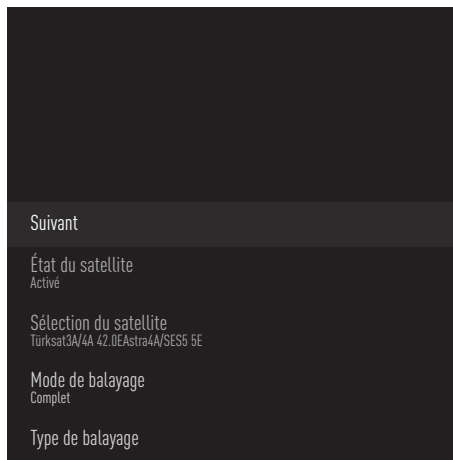 Suivant
État du satellite
Activé
Sélection du satellite
Türksat3A/4A 42.0EAstra4A/SES5 5E
Mode de balayage
Complet
Type de balayage